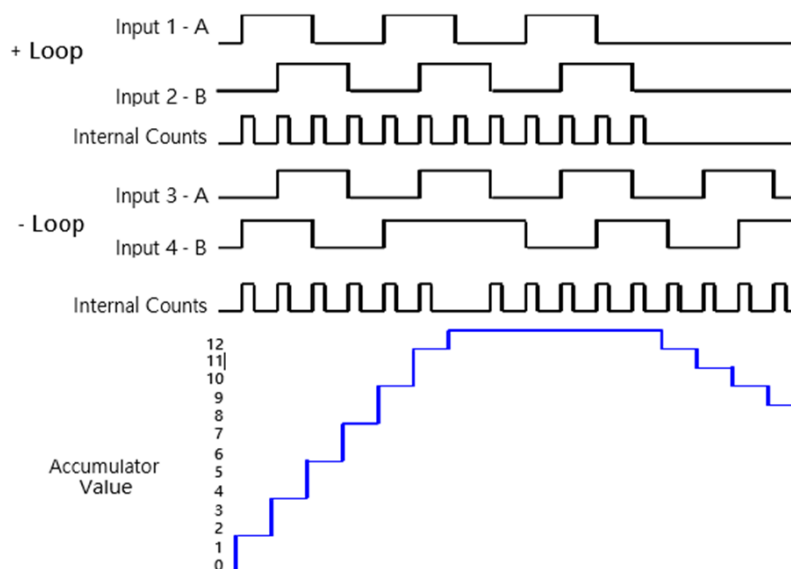 Input 1 - A
+ Loop
Input 2 - B
Internal Counts
Input 3 - A
- Loop
Input 4 - B
Internal Counts
12
11
10
9
8
7
6
5
4
3
2
1
0
Accumulator
Value